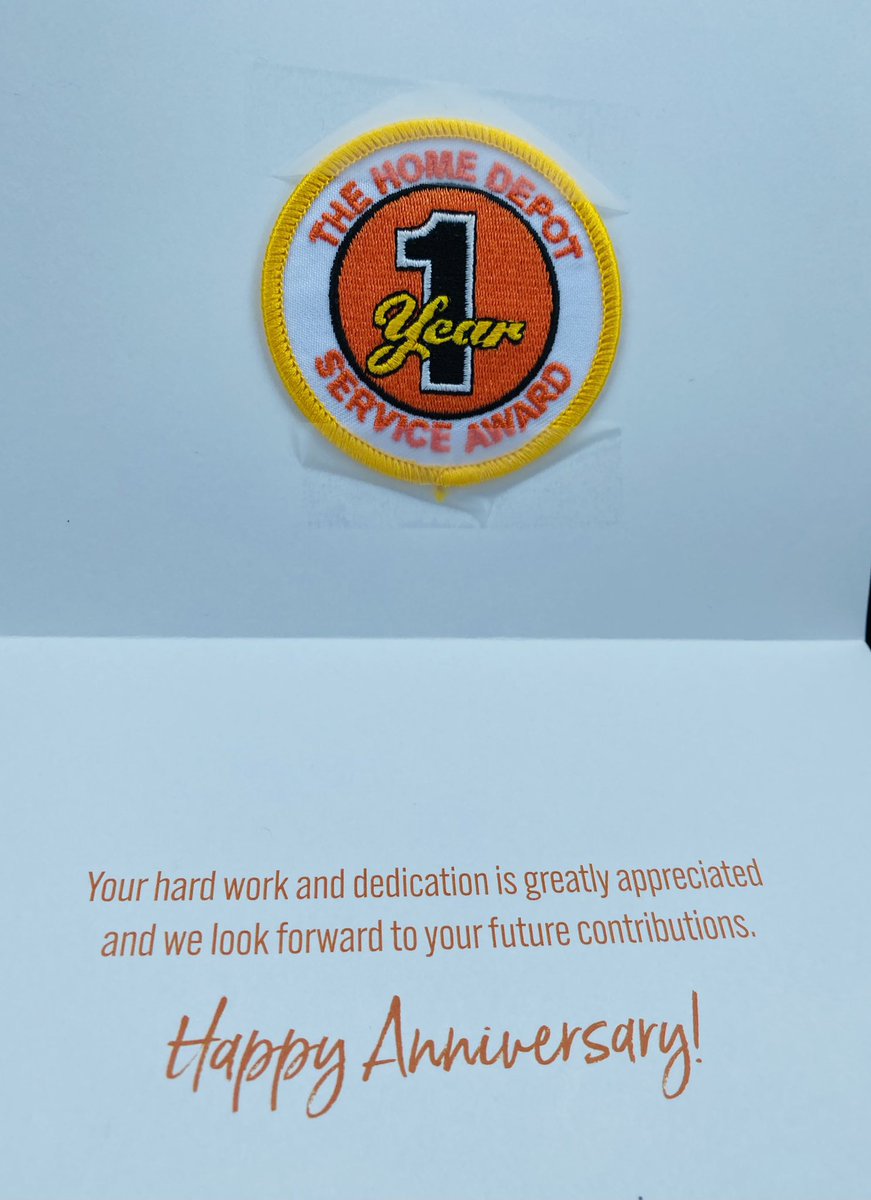 THE HOME DEPOT
1
Year
SERVICE AWARD
Your hard work and dedication is greatly appreciated
and we look forward to your future contributions.
Happy Anniversary!